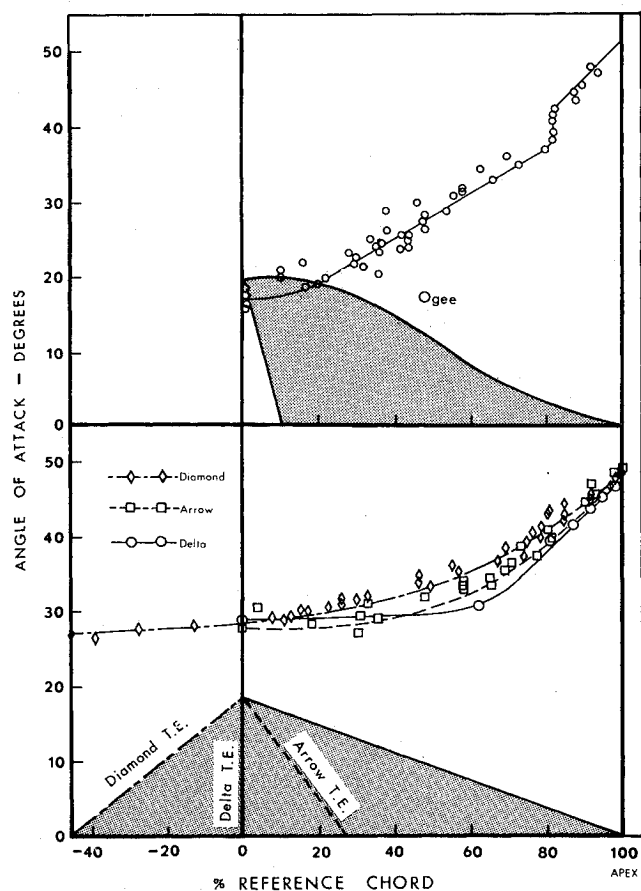 ANGLE OF ATTACK — DEGREES
50
40
30
20
10
0
Ogee
50
40
30
20
10
0
Diamond
Arrow
Delta
Diamond T.E.
Delta T.E.
Arrow T.E.
-40
-20
0
20
40
60
80
100
APEX
% REFERENCE CHORD